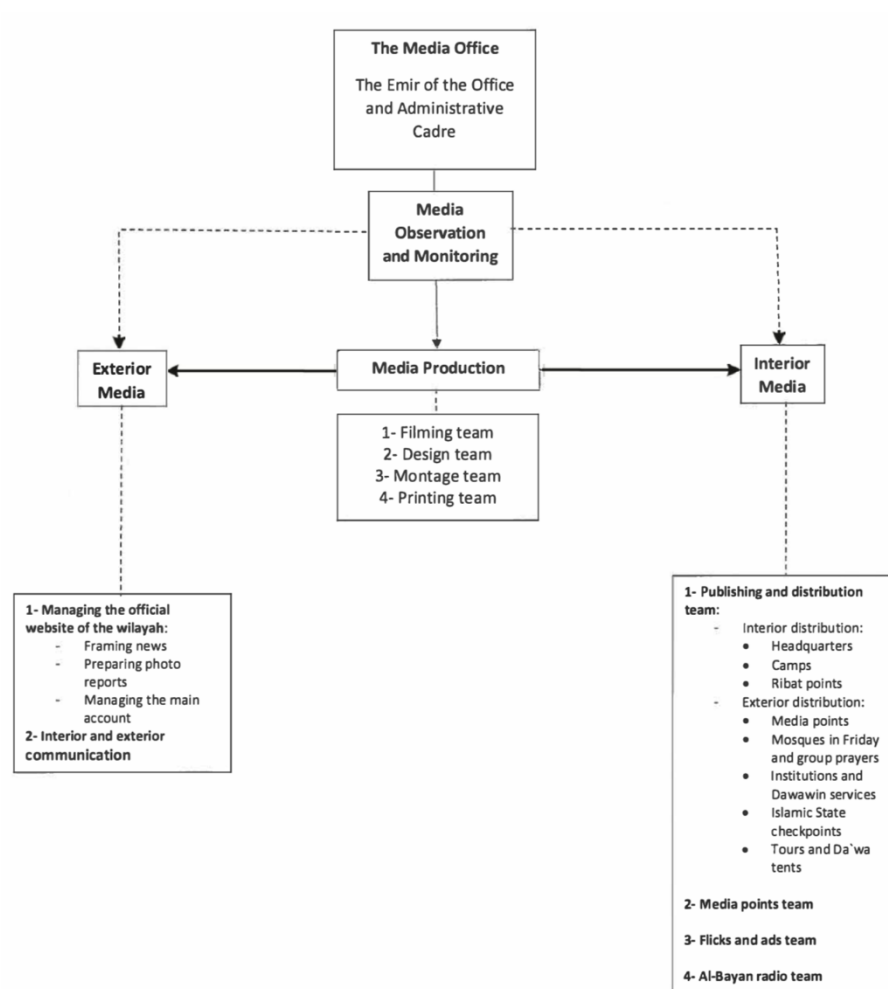 The Media Office
The Emir of the Office
and Administrative
Cadre
Media
Observation
and Monitoring
Exterior
Media
Media Production
Interior
Media
1- Filming team
2- Design team
3- Montage team
4- Printing team
1- Managing the official
website of the wilayah:
- Framing news
- Preparing photo
reports
- Managing the main
account
2- Interior and exterior
communication
1- Publishing and distribution
team:
- Interior distribution:
• Headquarters
• Camps
• Ribat points
- Exterior distribution:
• Media points
• Mosques in Friday
and group prayers
• Institutions and
Dawawin services
• Islamic State
checkpoints
• Tours and Da`wa
tents
2- Media points team
3- Flicks and ads team
4- Al-Bayan radio team